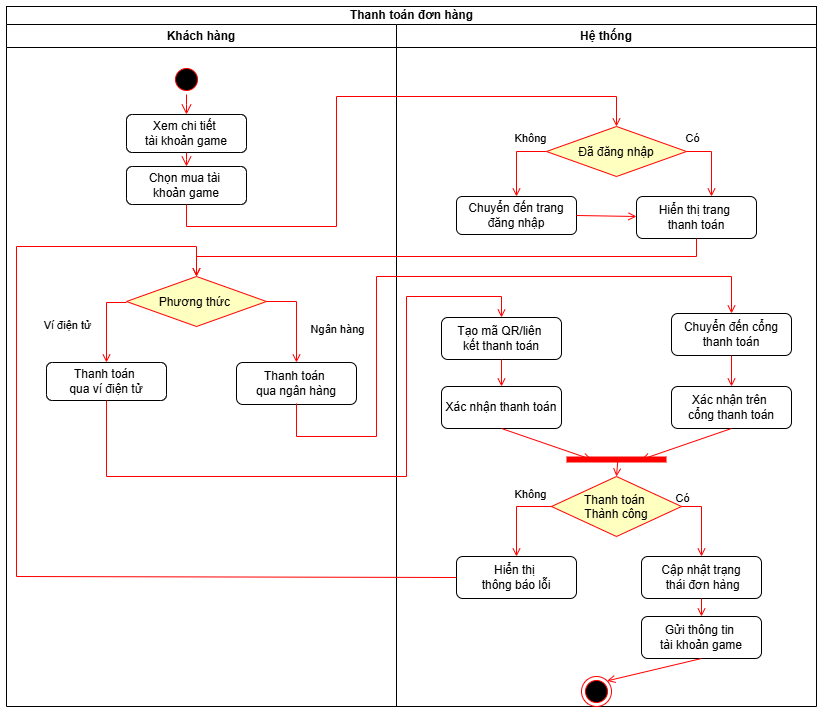 Thanh toán đơn hàng
Khách hàng
Hệ thống
Xem chi tiết
tài khoản game
Chọn mua tài
khoản game
Không
Đã đăng nhập
Có
Chuyển đến trang
đăng nhập
Hiển thị trang
thanh toán
Phương thức
Ví điện tử
Ngân hàng
Thanh toán
qua ví điện tử
Thanh toán
qua ngân hàng
Tạo mã QR/liên
kết thanh toán
Chuyển đến cổng
thanh toán
Xác nhận thanh toán
Xác nhận trên
cổng thanh toán
Không
Thanh toán
Thành công
Có
Hiển thị
thông báo lỗi
Cập nhật trạng
thái đơn hàng
Gửi thông tin
tài khoản game